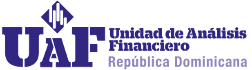 UAF
Unidad de Análisis
Financiero
República Dominicana